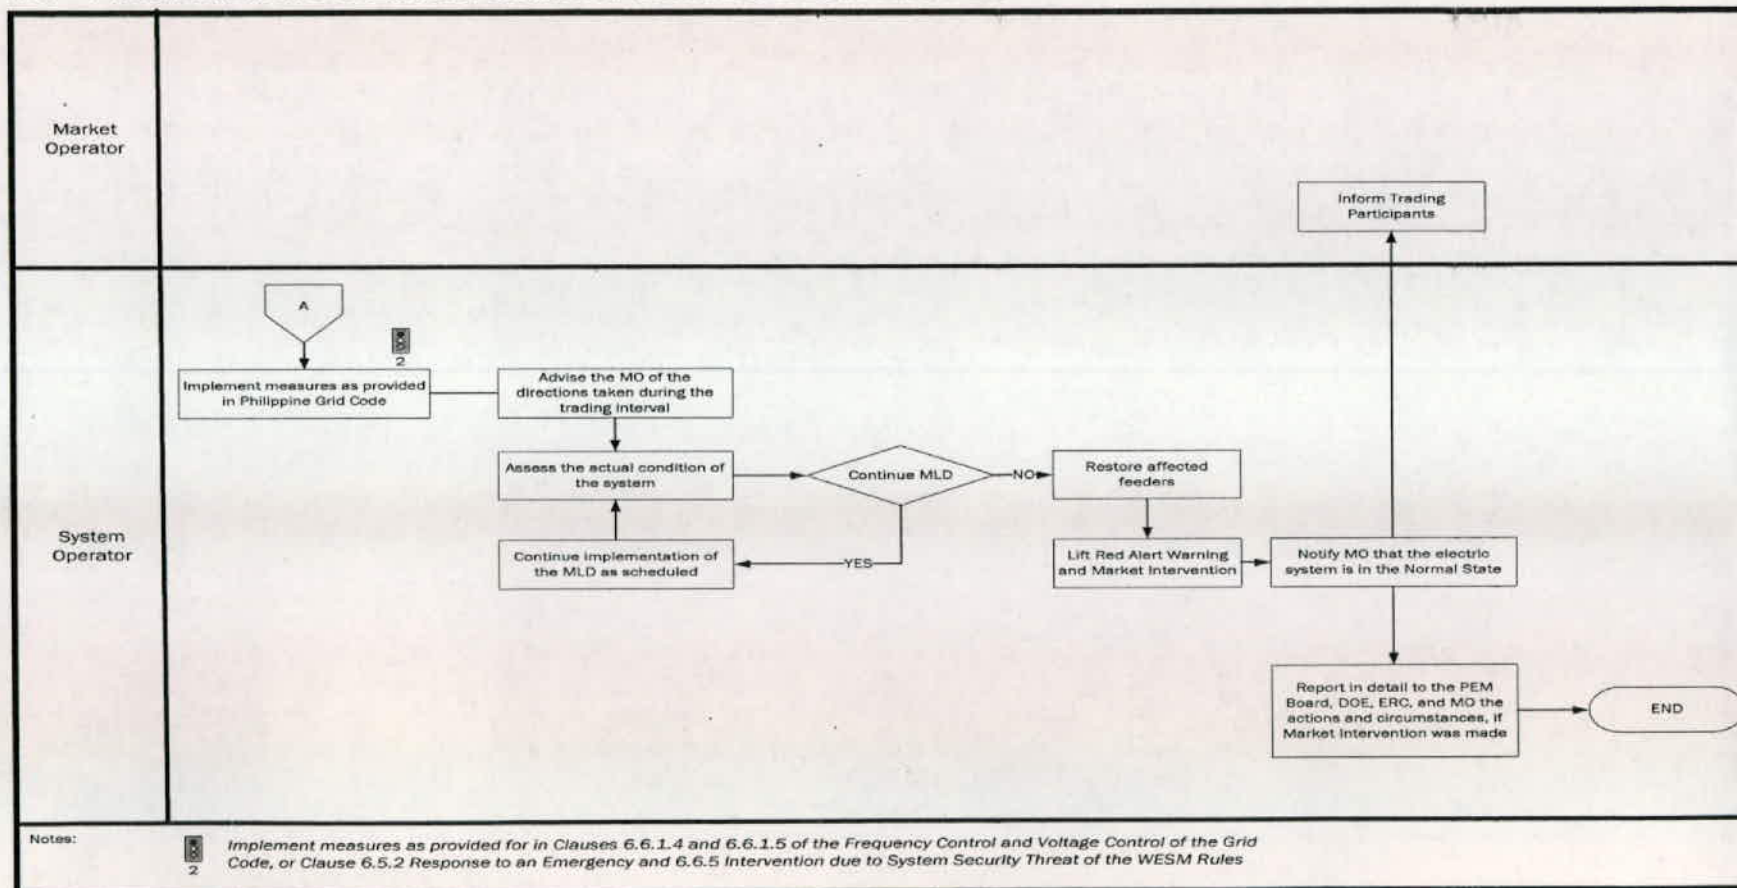 Market
Operator
Inform Trading
Participants
A
2
Implement measures as provided
in Philippine Grid Code
Advise the MO of the
directions taken during the
trading interval
Assess the actual condition of
the system
Continue MLD
NO
Restore affected
feeders
System
Operator
Continue implementation of
the MLD as scheduled
YES
Lift Red Alert Warning
and Market Intervention
Notify MO that the electric
system is in the Normal State
Report in detail to the PEM
Board, DOE, ERC, and MO the
actions and circumstances, if
Market Intervention was made
END
Notes:
2
Implement measures as provided for in Clauses 6.6.1.4 and 6.6.1.5 of the Frequency Control and Voltage Control of the Grid
Code, or Clause 6.5.2 Response to an Emergency and 6.6.5 Intervention due to System Security Threat of the WESM Rules